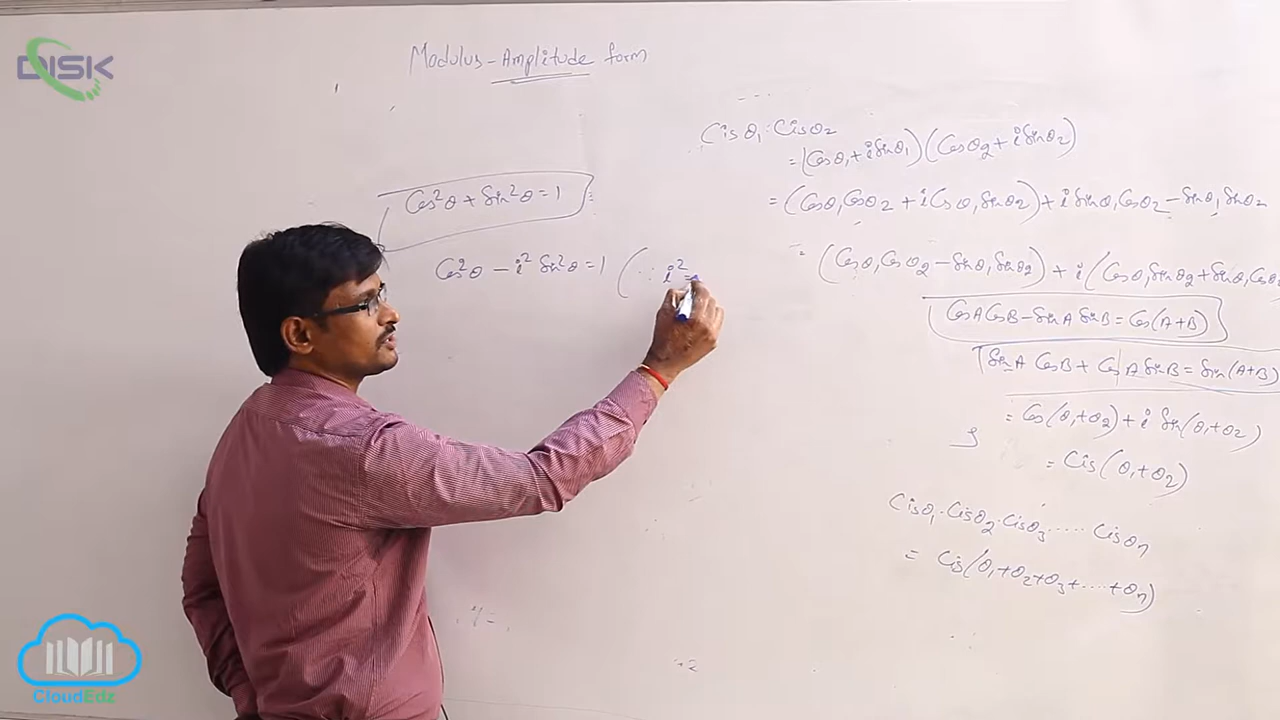 DISK
Modulus-Amplitude form
Cos²θ + Sin²θ = 1
Cos²θ - i² Sin²θ = 1 (∵ i² =
Cis θ₁ · Cis θ₂
= (Cos θ₁ + i Sin θ₁) (Cos θ₂ + i Sin θ₂)
= (Cos θ₁ Cos θ₂ + i Cos θ₁ Sin θ₂) + i Sin θ₁ Cos θ₂ - Sin θ₁ Sin θ₂
= (Cos θ₁ Cos θ₂ - Sin θ₁ Sin θ₂) + i (Cos θ₁ Sin θ₂ + Sin θ₁ Cos θ₂
Cos A Cos B - Sin A Sin B = Cos (A+B)
Sin A Cos B + Cos A Sin B = Sin (A+B)
= Cos (θ₁+θ₂) + i Sin (θ₁+θ₂)
= Cis (θ₁+θ₂)
Cis θ₁ · Cis θ₂ · Cis θ₃ ..... Cis θₙ
= Cis (θ₁+θ₂+θ₃+....+θₙ)
CloudEdz